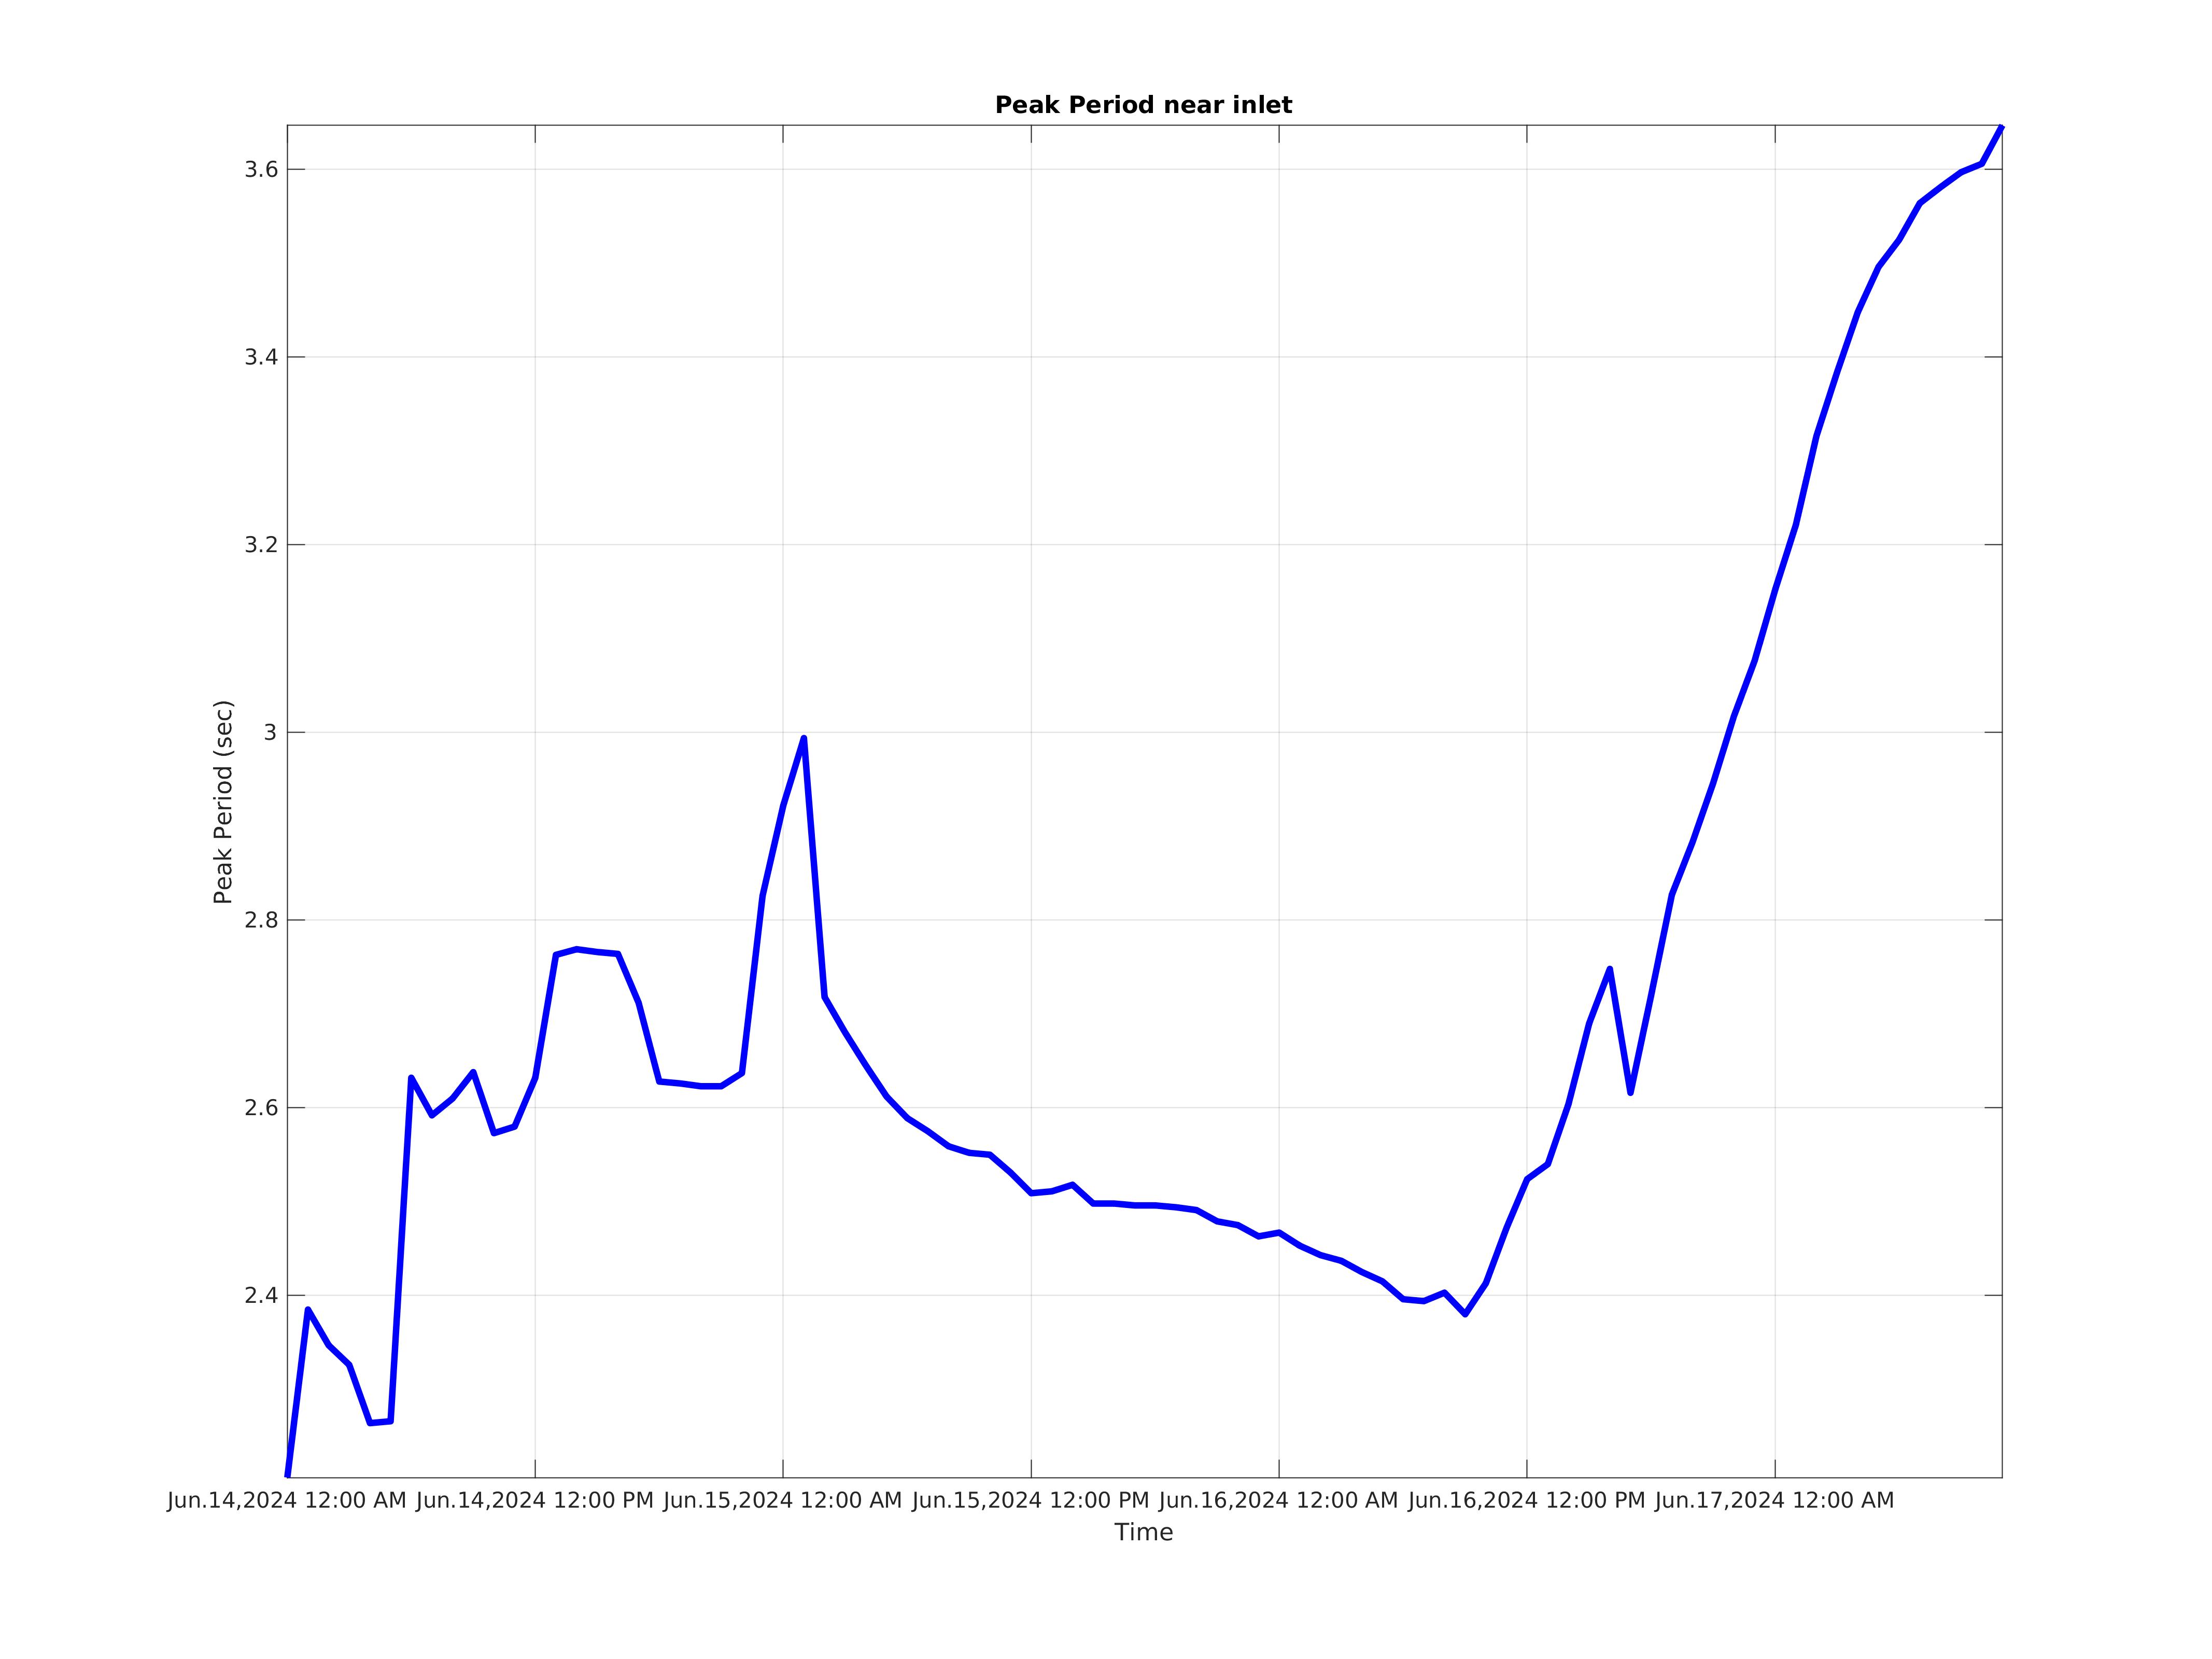 Peak Period near inlet
3.6
3.4
3.2
3
2.8
2.6
2.4
Peak Period (sec)
Jun.14,2024 12:00 AM Jun.14,2024 12:00 PM Jun.15,2024 12:00 AM Jun.15,2024 12:00 PM Jun.16,2024 12:00 AM Jun.16,2024 12:00 PM Jun.17,2024 12:00 AM
Time